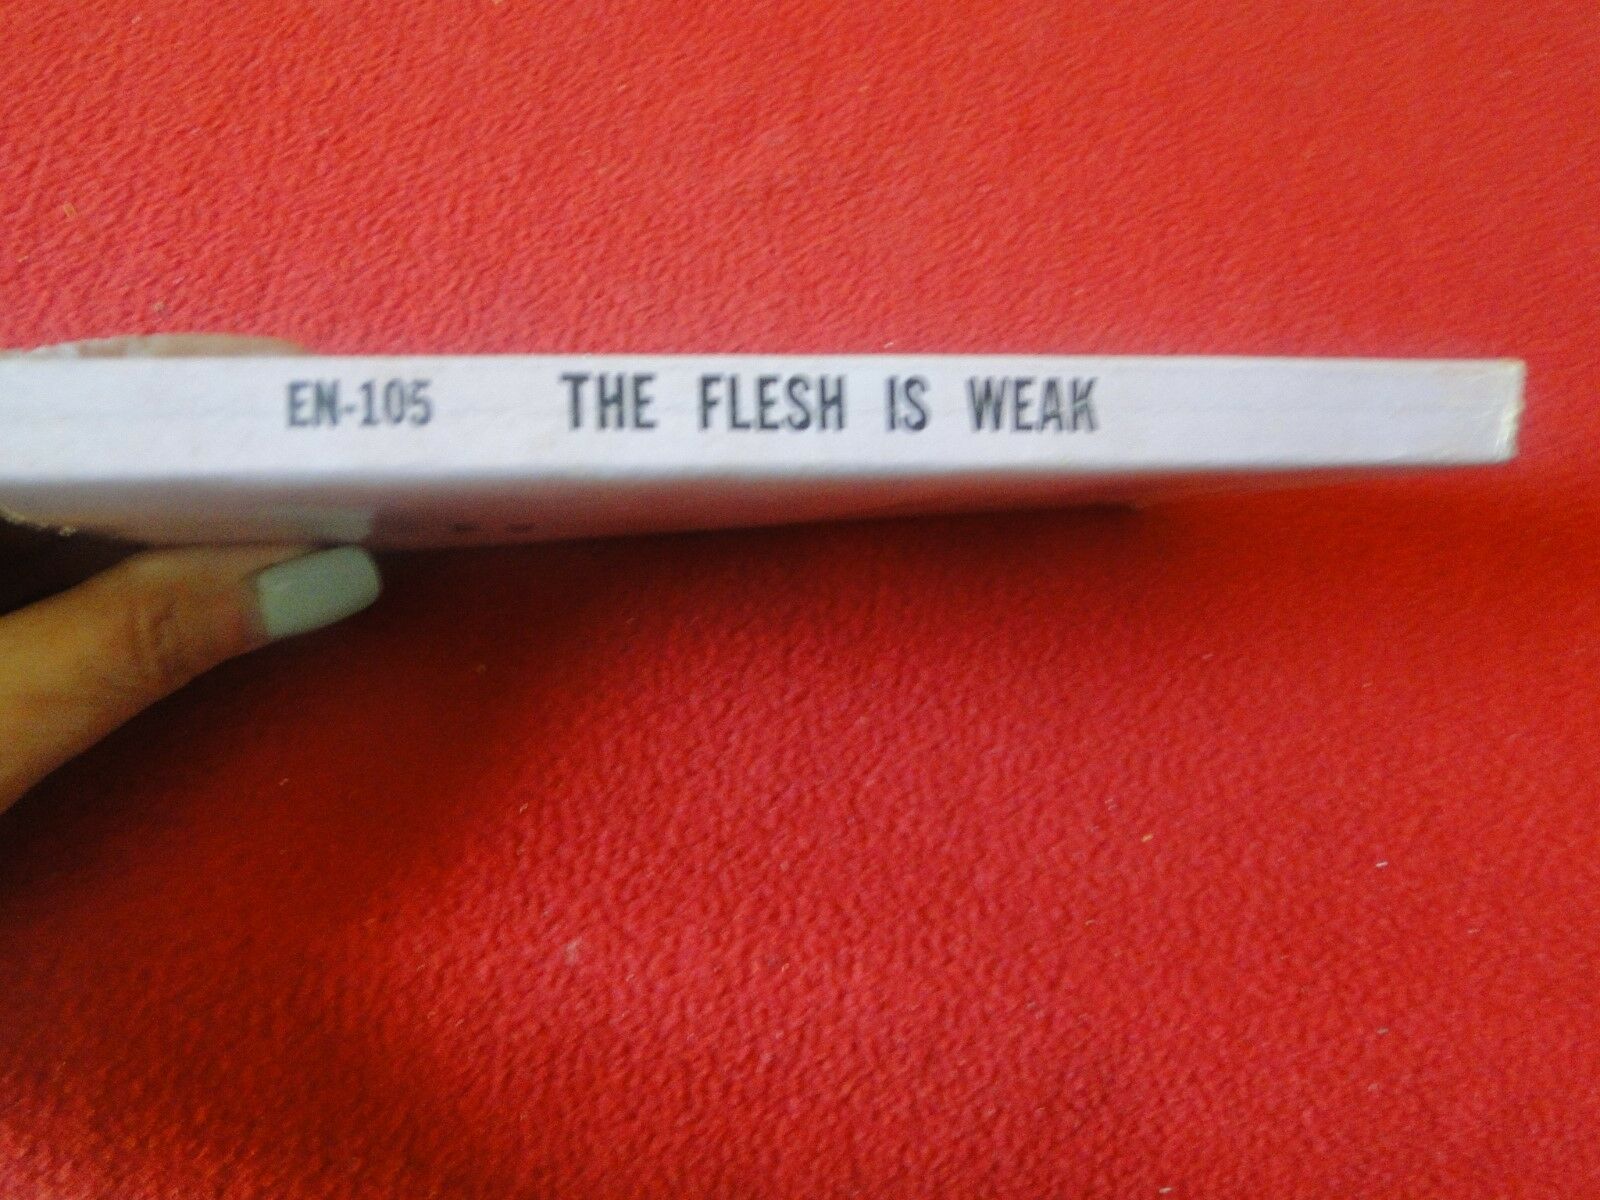 EN-105 THE FLESH IS WEAK